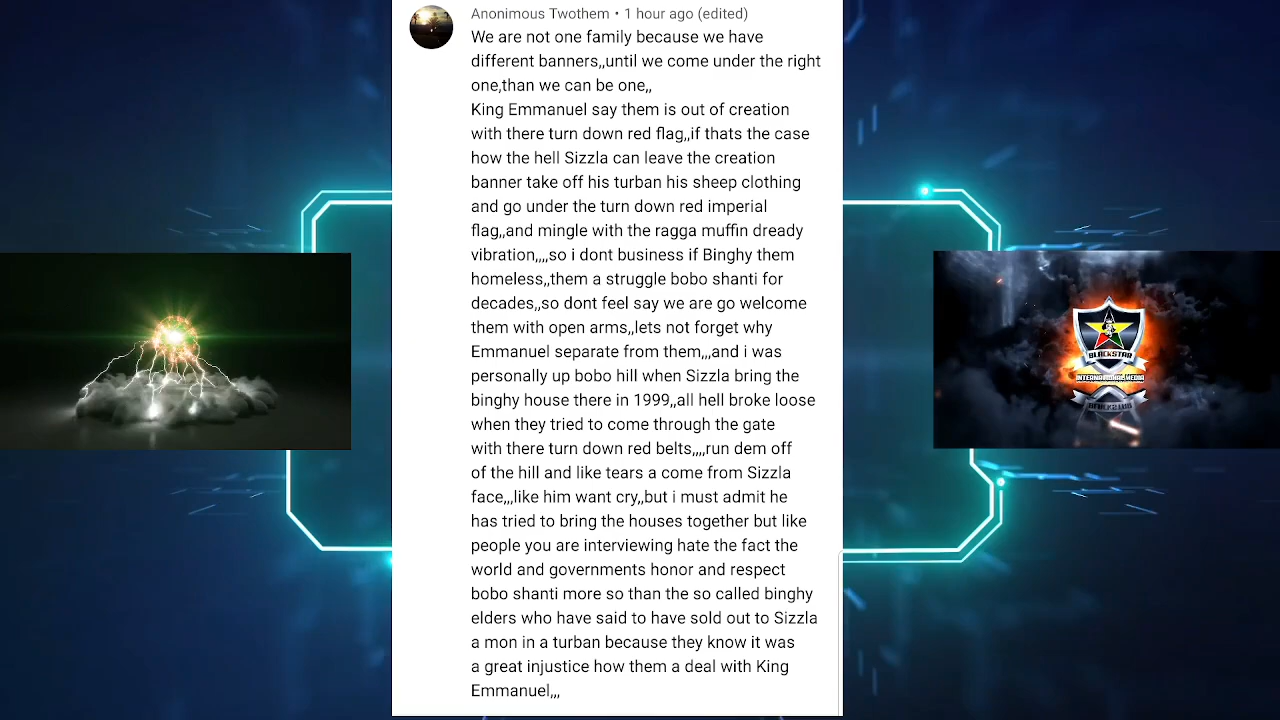 Anonimous Twothem • 1 hour ago (edited)
We are not one family because we have
different banners,,until we come under the right
one,than we can be one,,
King Emmanuel say them is out of creation
with there turn down red flag,,if thats the case
how the hell Sizzla can leave the creation
banner take off his turban his sheep clothing
and go under the turn down red imperial
flag,,and mingle with the ragga muffin dready
vibration,,,,so i dont business if Binghy them
homeless,,them a struggle bobo shanti for
decades,,so dont feel say we are go welcome
them with open arms,,lets not forget why
Emmanuel separate from them,,,and i was
personally up bobo hill when Sizzla bring the
binghy house there in 1999,,all hell broke loose
when they tried to come through the gate
with there turn down red belts,,,,run dem off
of the hill and like tears a come from Sizzla
face,,,like him want cry,,but i must admit he
has tried to bring the houses together but like
people you are interviewing hate the fact the
world and governments honor and respect
bobo shanti more so than the so called binghy
elders who have said to have sold out to Sizzla
a mon in a turban because they know it was
a great injustice how them a deal with King
Emmanuel,,,
BLACKSTAR
INTERNATIONAL MEDIA